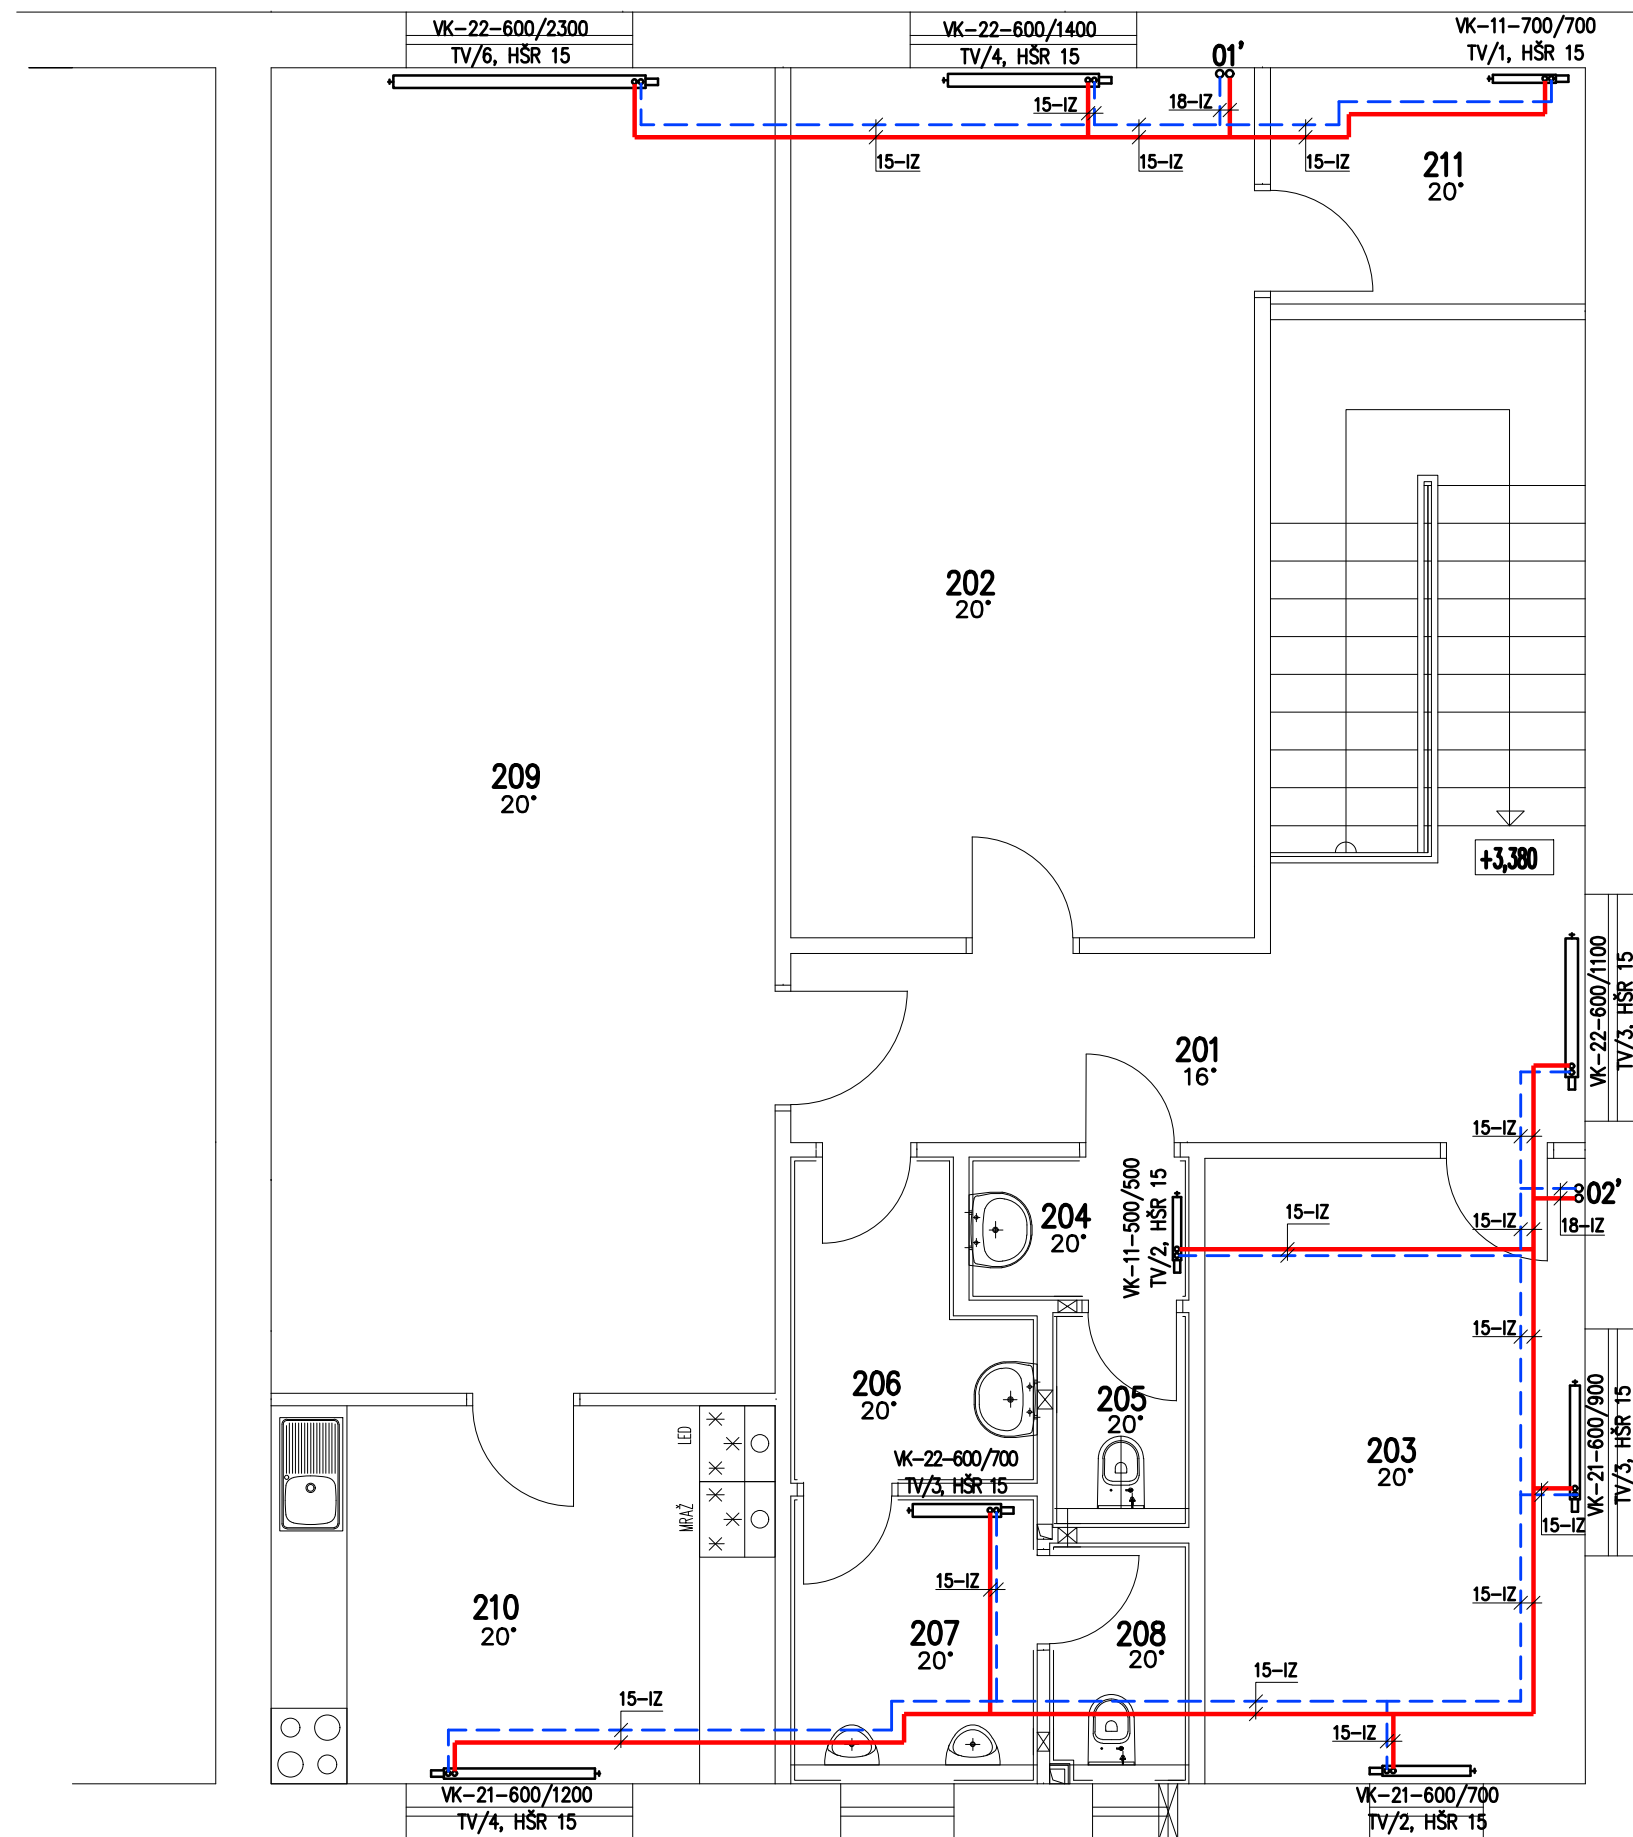 VK-22-600/2300
TV/6, HŠR 15
VK-22-600/1400
TV/4, HŠR 15
01'
VK-11-700/700
TV/1, HŠR 15
15-IZ
18-IZ
15-IZ
15-IZ
15-IZ
211
20°
202
20°
209
20°
+3,380
VK-22-600/1100
TV/3, HŠR 15
201
16°
15-IZ
VK-11-500/500
TV/2, HŠR 15
02'
204
20°
15-IZ
15-IZ
18-IZ
15-IZ
206
20°
205
20°
VK-21-600/900
TV/3, HŠR 15
LED
203
20°
VK-22-600/700
TV/3, HŠR 15
MRAŽ
15-IZ
15-IZ
15-IZ
210
20°
207
20°
208
20°
15-IZ
15-IZ
15-IZ
VK-21-600/1200
TV/4, HŠR 15
VK-21-600/700
TV/2, HŠR 15